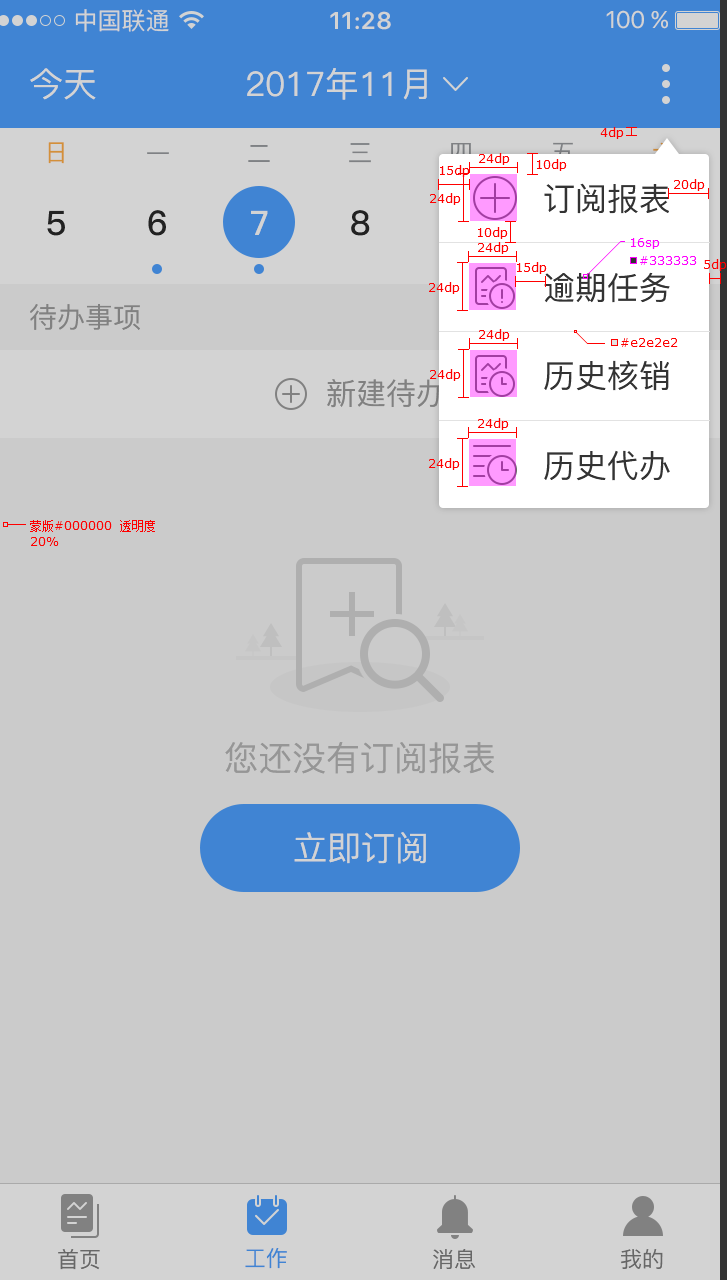 中国联通 11:28 100 %
今天 2017年11月
4dp
日 一 二 三 四 五
5 6 7 8
24dp
15dp 10dp
24dp 订阅报表 20dp
10dp
16sp
#333333
24dp
15dp 5dp
24dp 逾期任务
待办事项
24dp #e2e2e2
24dp 历史核销
新建待办
24dp
24dp 历史代办
蒙版#000000 透明度
20%
您还没有订阅报表
立即订阅
首页 工作 消息 我的